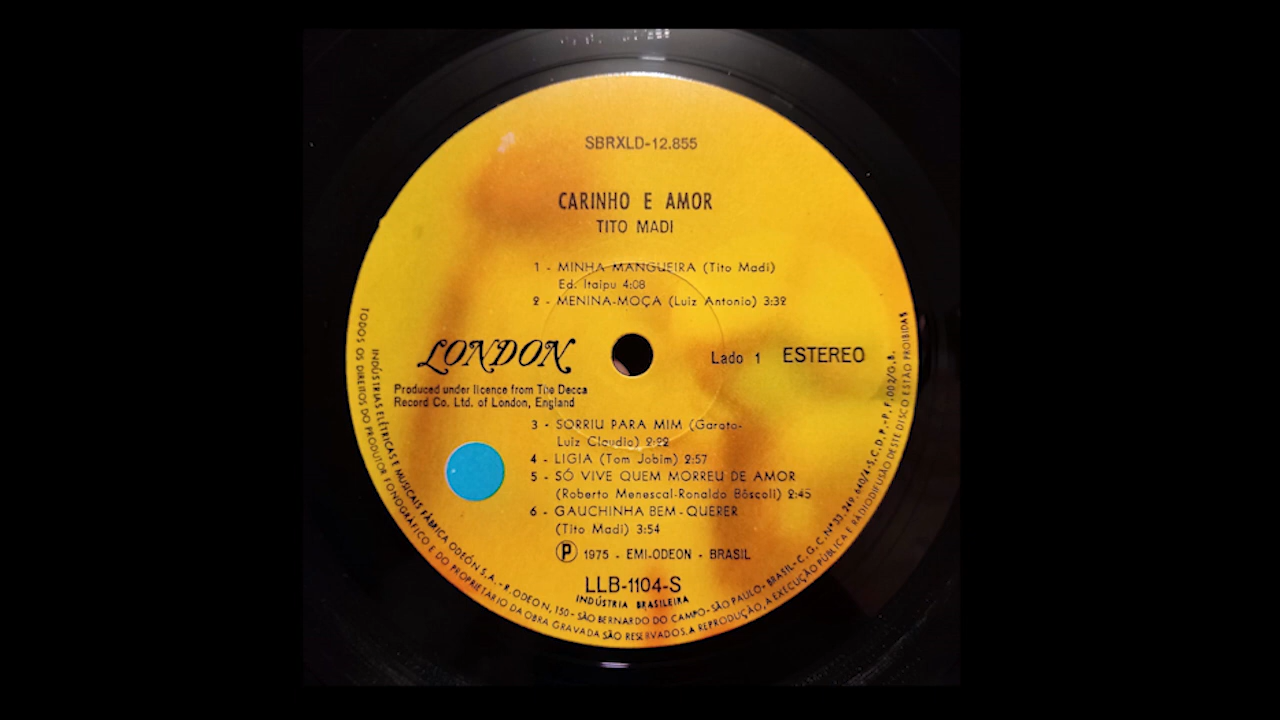 SBRXLD-12.855
CARINHO E AMOR
TITO MADI
1 - MINHA MANGUEIRA (Tito Madi)
Ed. Itaipu 4:08
2 - MENINA-MOÇA (Luiz Antonio) 3:32
LONDON
Lado 1 ESTEREO
Produced under licence from The Decca
Record Co. Ltd. of London, England
3 - SORRIU PARA MIM (Garoto-
Luiz Claudio) 2:22
4 - LIGIA (Tom Jobim) 2:57
5 - SÓ VIVE QUEM MORREU DE AMOR
(Roberto Menescal-Ronaldo Bôscoli) 2:45
6 - GAUCHINHA BEM-QUERER
(Tito Madi) 3:54
Ⓟ 1975 - EMI-ODEON - BRASIL
LLB-1104-S
INDÚSTRIA BRASILEIRA
INDÚSTRIAS ELÉTRICAS E MUSICAIS FÁBRICA ODEÓN S.A. - R. ODEON, 150 - SÃO BERNARDO DO CAMPO - SÃO PAULO - BRASIL - C.G.C. Nº 33.249.640/4-S.C.D.P.-P.F.002/G.B.
TODOS OS DIREITOS DO PRODUTOR FONOGRÁFICO E DO PROPRIETÁRIO DA OBRA GRAVADA SÃO RESERVADOS. A REPRODUÇÃO, A EXECUÇÃO PÚBLICA E RADIODIFUSÃO DESTE DISCO ESTÃO PROIBIDAS